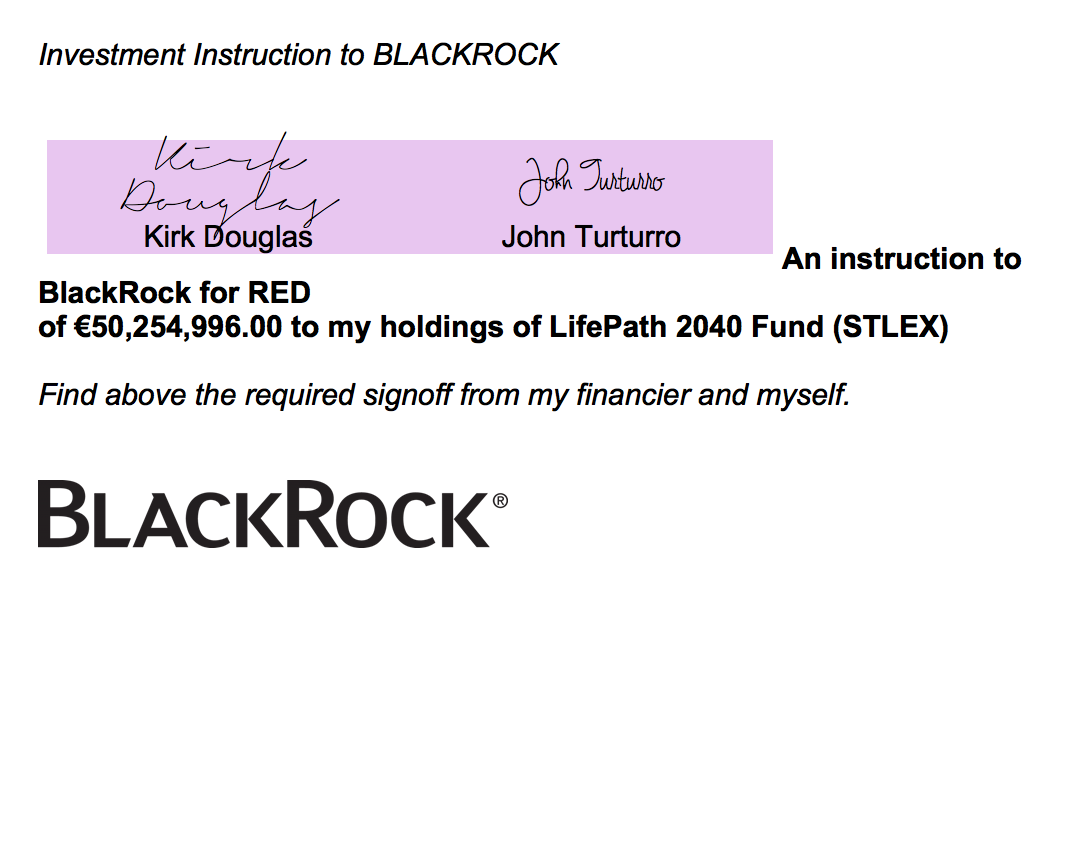 Investment Instruction to BLACKROCK
Kirk Douglas John Turturro
Kirk Douglas John Turturro
An instruction to
BlackRock for RED
of €50,254,996.00 to my holdings of LifePath 2040 Fund (STLEX)
Find above the required signoff from my financier and myself.
BLACKROCK®